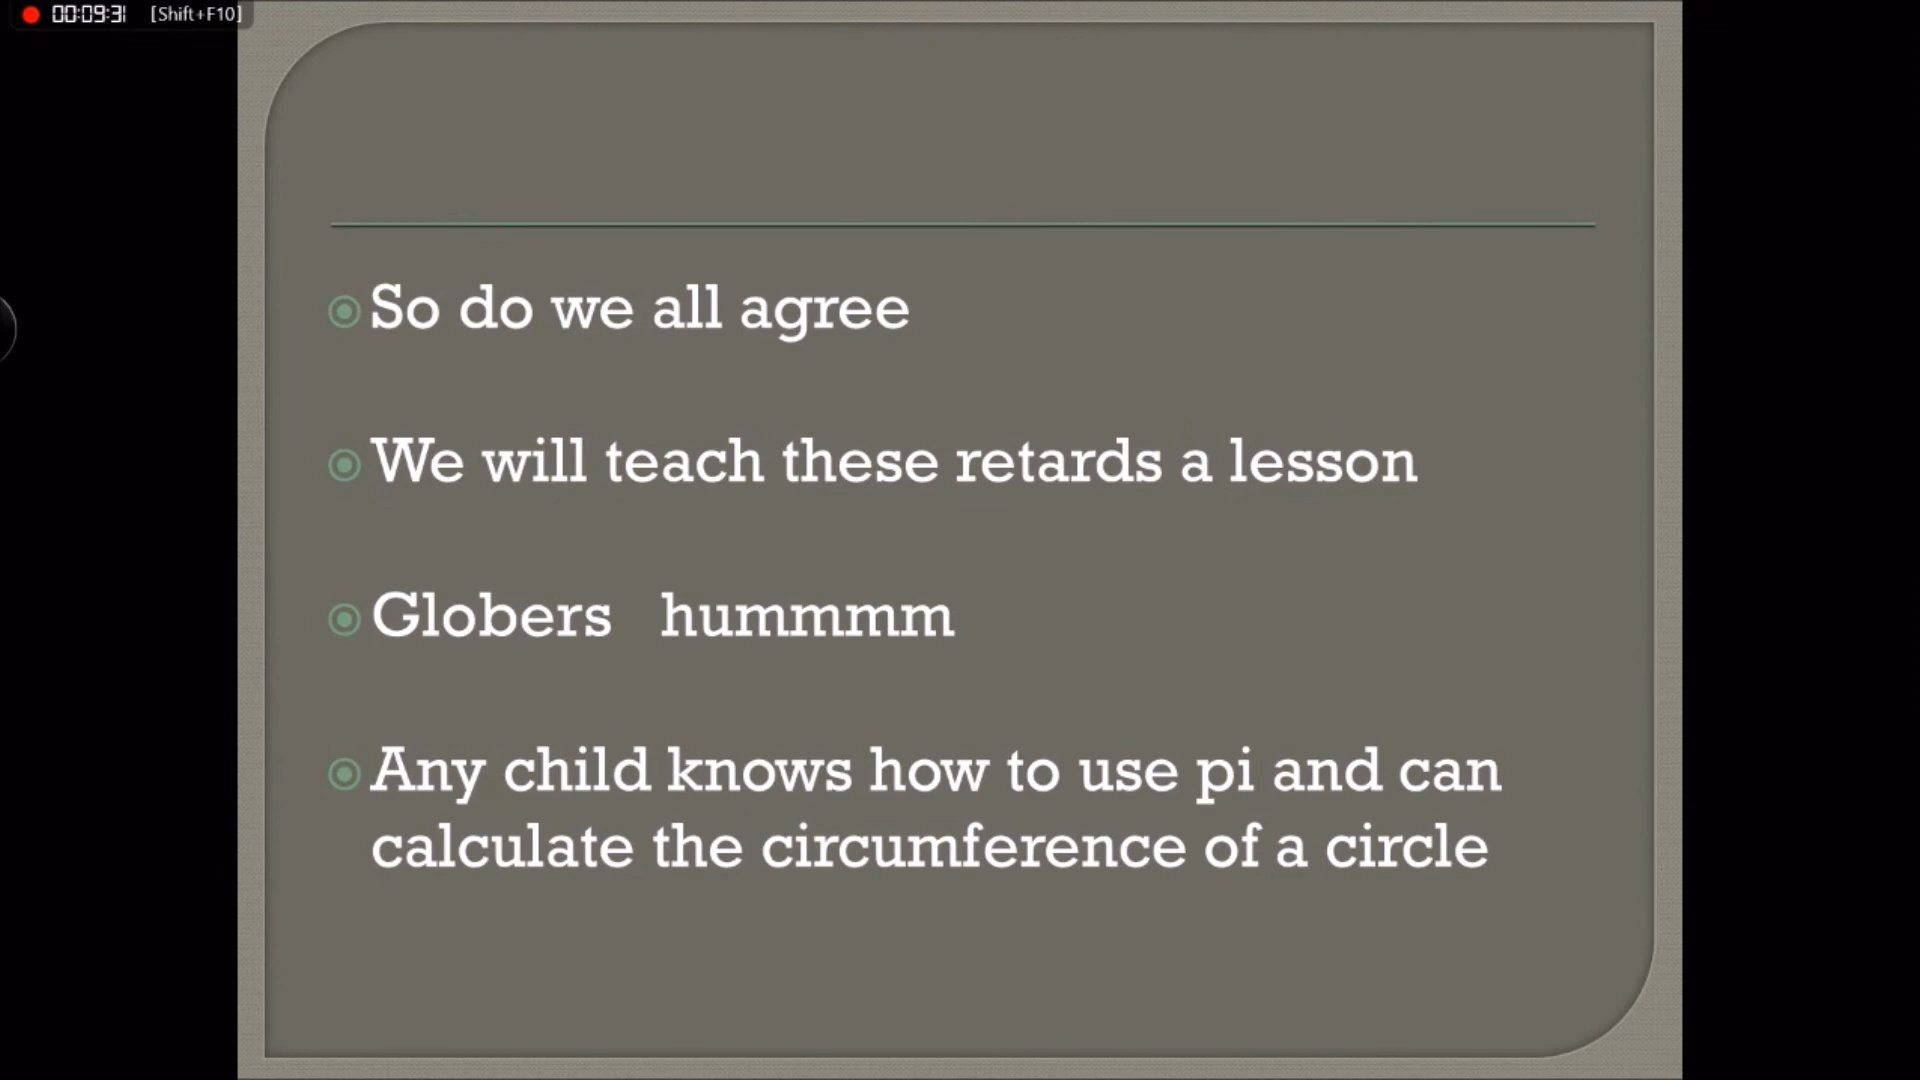 00:09:31 [Shift+F10]
So do we all agree
We will teach these retards a lesson
Globers hummmm
Any child knows how to use pi and can
calculate the circumference of a circle